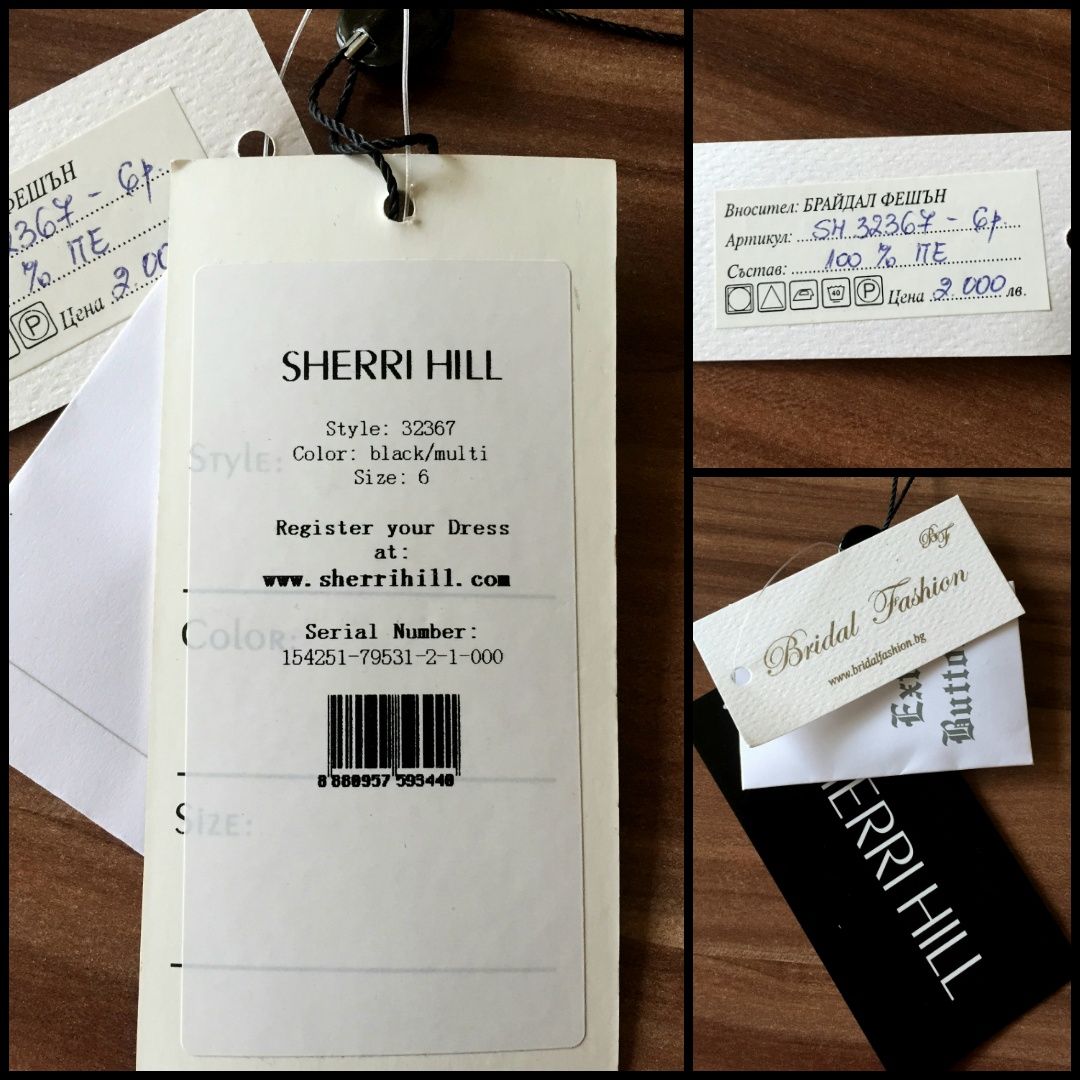 ФЕШЪН
32367 - 6р.
% ПЕ
P
Цена 2 00
SHERRI HILL
Style: 32367
Color: black/multi
Size: 6
Style:
Register your Dress
at:
www.sherrihill.com
Color:
Serial Number:
154251-79531-2-1-000
8 880957 593440
Size:
Вносител: БРАЙДАЛ ФЕШЪН
Артикул: SH 32367 - 6р.
Състав: 100 % ПЕ
40 P Цена 2 000 лв.
BF
Bridal Fashion
www.bridalfashion.bg
HERRI HILL